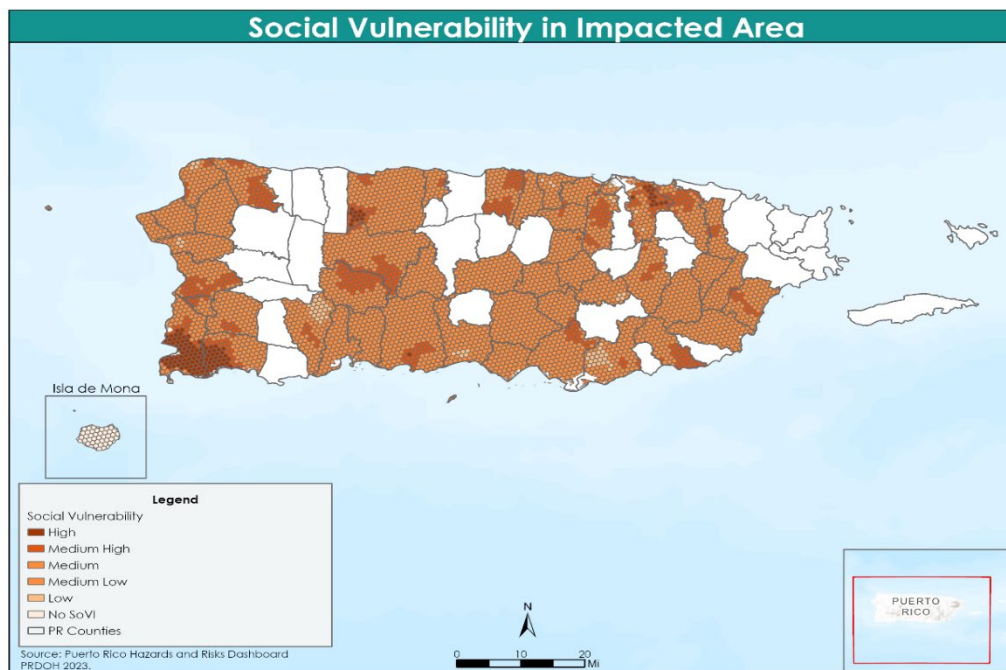 Social Vulnerability in Impacted Area
Isla de Mona
Legend
Social Vulnerability
High
Medium High
Medium
Medium Low
Low
No SoVI
PR Counties
Source: Puerto Rico Hazards and Risks Dashboard
PRDOH 2023.
N
0 10 20
Mi
PUERTO
RICO